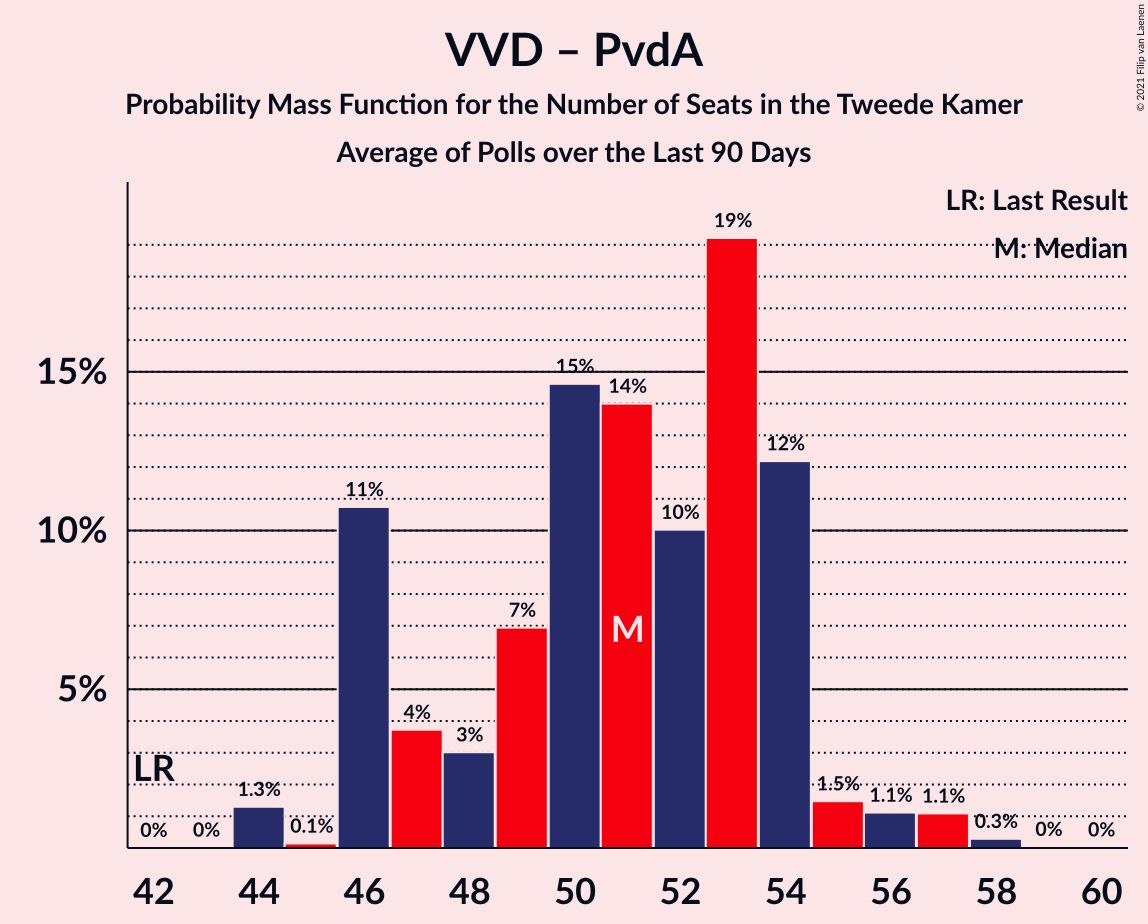 VVD – PvdA
Probability Mass Function for the Number of Seats in the Tweede Kamer
Average of Polls over the Last 90 Days
© 2021 Filip van Laenen
LR: Last Result
M: Median
15%
10%
5%
LR
M
0%
0%
1.3%
0.1%
11%
4%
3%
7%
15%
14%
10%
19%
12%
1.5%
1.1%
1.1%
0.3%
0%
0%
42 44 46 48 50 52 54 56 58 60